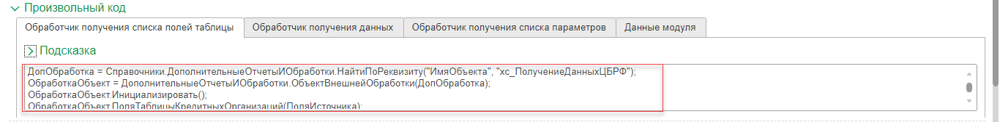 Произвольный код
Обработчик получения списка полей таблицы Обработчик получения данных Обработчик получения списка параметров Данные модуля
Подсказка
ДопОбработка = Справочники.ДополнительныеОтчетыИОбработки.НайтиПоРеквизиту("ИмяОбъекта", "хс_ПолучениеДанныхЦБРФ");
ОбработкаОбъект = ДополнительныеОтчетыИОбработки.ОбъектВнешнейОбработки(ДопОбработка);
ОбработкаОбъект.Инициализировать();
ОбработкаОбъект.ПоляТаблицыКредитныхОрганизаций(ПоляИсточника);